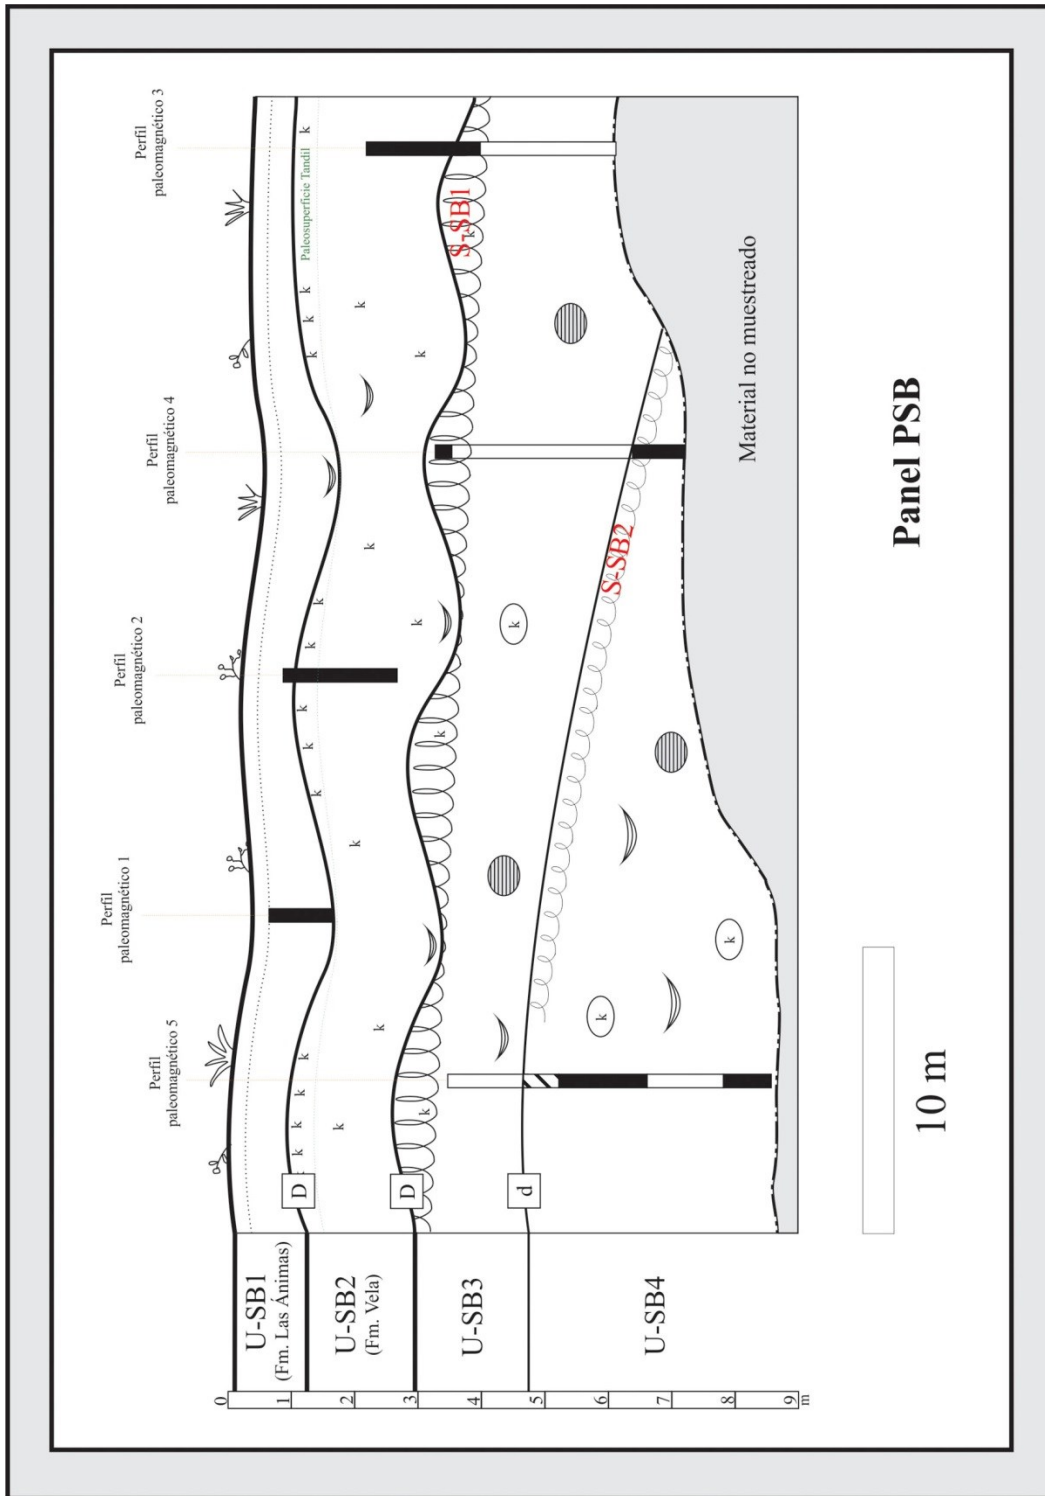 Perfil
paleomagnético 5
Perfil
paleomagnético 1
Perfil
paleomagnético 2
Perfil
paleomagnético 4
Perfil
paleomagnético 3
0
1
2
3
4
5
6
7
8
9
m
U-SB1
(Fm. Las Ánimas)
U-SB2
(Fm. Vela)
U-SB3
U-SB4
D
D
d
k
k
k
k
k
k
k
k
k
k
k
k
Paleosuperficie Tandil
k
k
k
k
k
k
k
k
k
k
S-SB1
k
k
S-SB2
k
k
Material no muestreado
10 m
Panel PSB